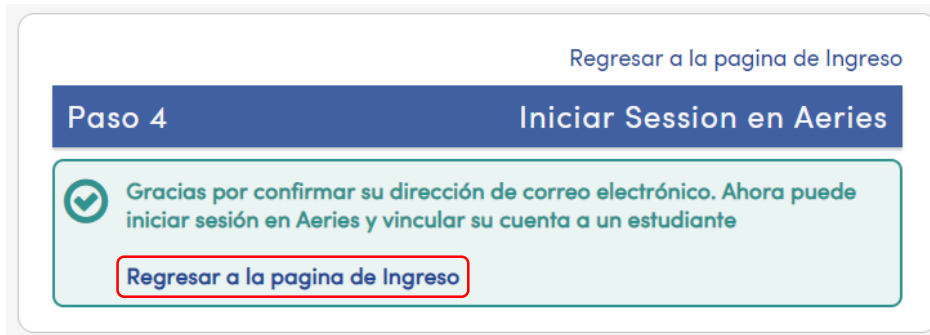 Regresar a la pagina de Ingreso
Paso 4 Iniciar Session en Aeries
Gracias por confirmar su dirección de correo electrónico. Ahora puede
iniciar sesión en Aeries y vincular su cuenta a un estudiante
Regresar a la pagina de Ingreso